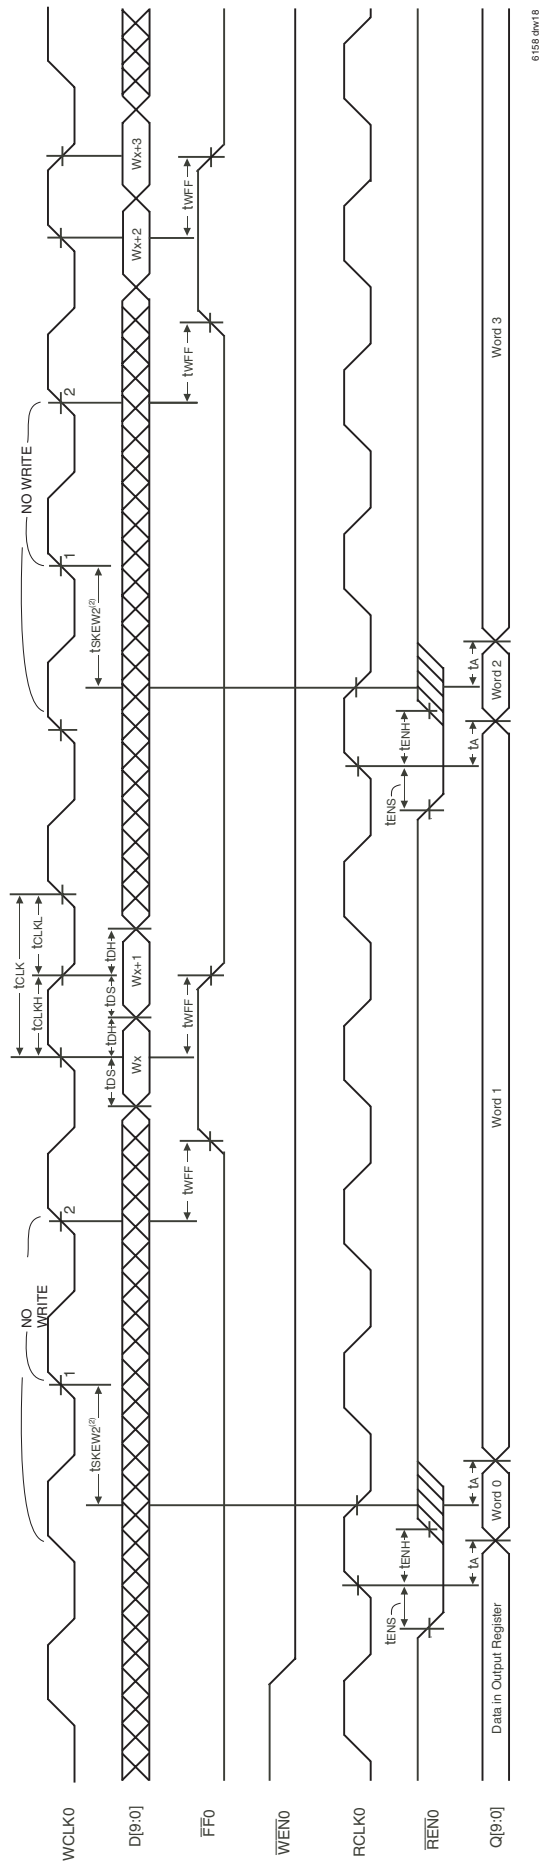 tCLK
NO WRITE
tCLKH
tCLKL
NO WRITE
WCLK0
1
2
1
2
tSKEW2(2)
tDS
tDH
tDS
tDH
tSKEW2(2)
D[9:0]
Wx
Wx+1
Wx+2
Wx+3
tWFF
tWFF
tWFF
tWFF
FF0
WEN0
RCLK0
tENS
tENH
tENS
tENH
REN0
tA
tA
tA
tA
Q[9:0]
Data in Output Register
Word 0
Word 1
Word 2
Word 3
6158 drw18